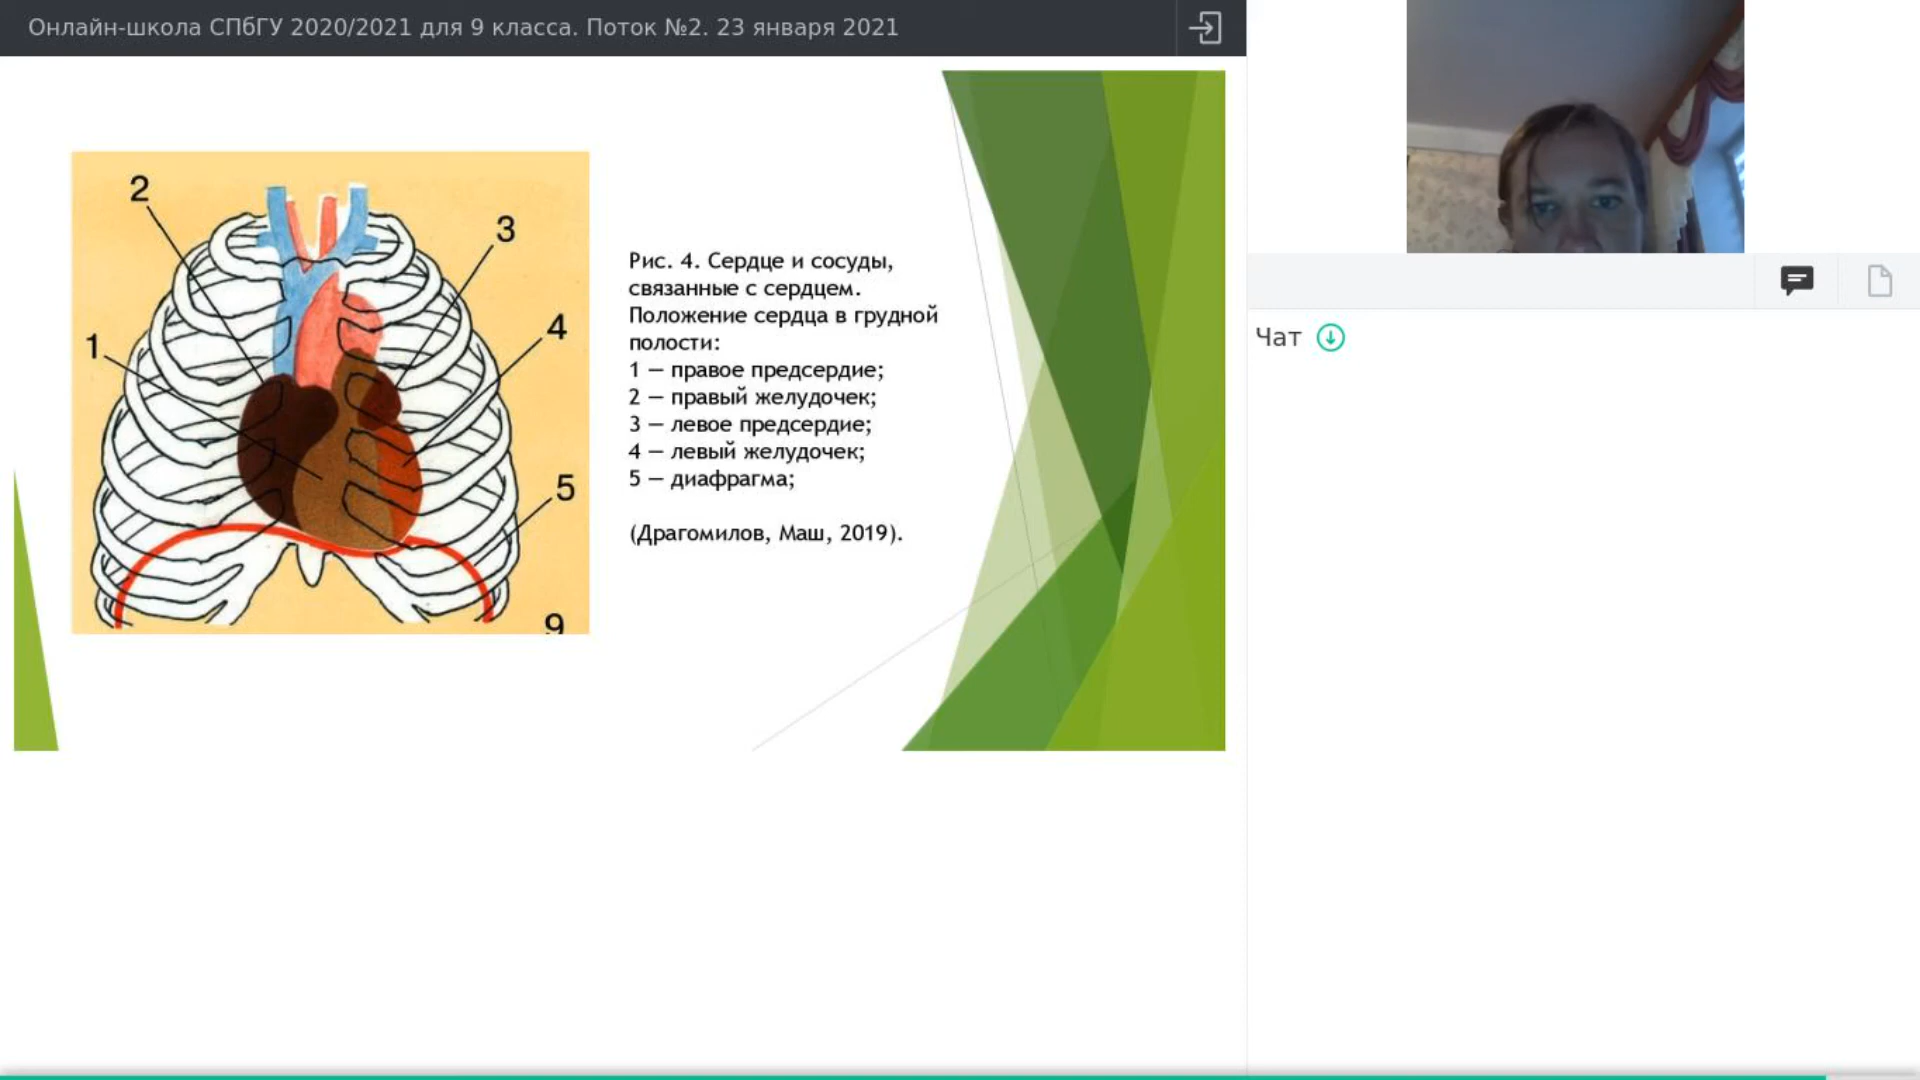 Онлайн-школа СПбГУ 2020/2021 для 9 класса. Поток №2. 23 января 2021
2
3
4
1
5
9
Рис. 4. Сердце и сосуды,
связанные с сердцем.
Положение сердца в грудной
полости:
1 — правое предсердие;
2 — правый желудочек;
3 — левое предсердие;
4 — левый желудочек;
5 — диафрагма;
(Драгомилов, Маш, 2019).
Чат